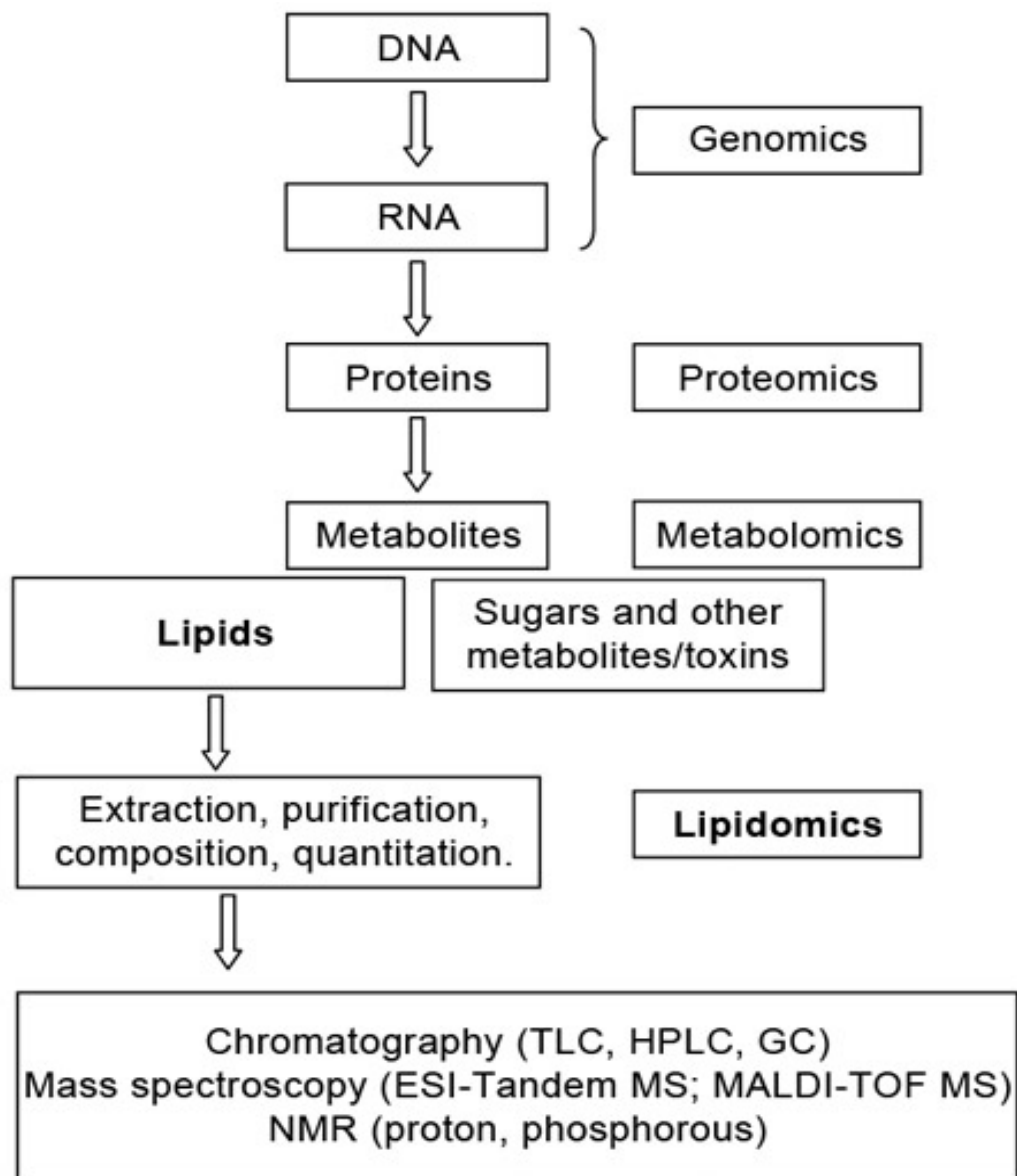 DNA
Genomics
RNA
Proteins
Proteomics
Metabolites
Metabolomics
Lipids
Sugars and other
metabolites/toxins
Extraction, purification,
composition, quantitation.
Lipidomics
Chromatography (TLC, HPLC, GC)
Mass spectroscopy (ESI-Tandem MS; MALDI-TOF MS)
NMR (proton, phosphorous)